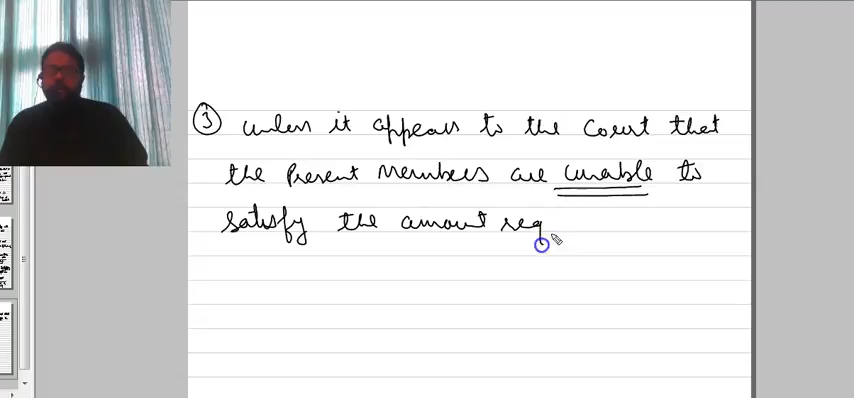 ③ unless it appears to the Court that
the Present Members are unable to
satisfy the amount req